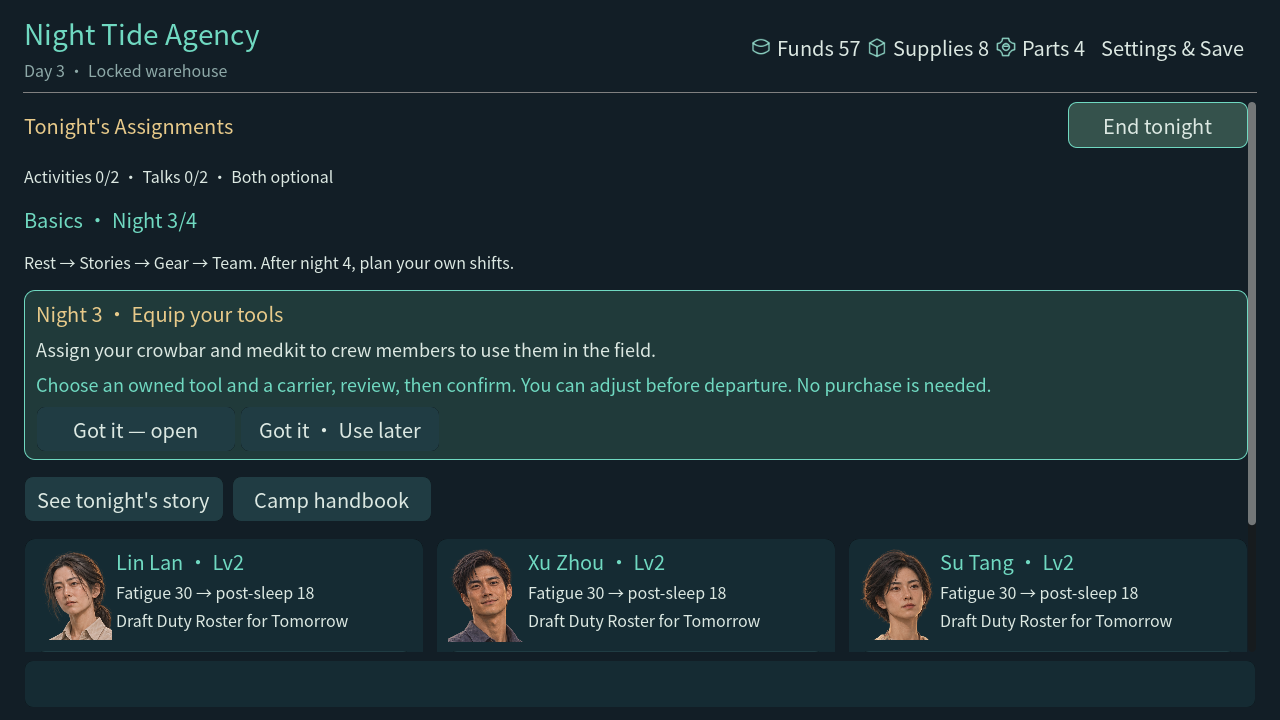 Night Tide Agency
Day 3 • Locked warehouse
Funds 57 Supplies 8 Parts 4 Settings & Save
Tonight's Assignments
End tonight
Activities 0/2 • Talks 0/2 • Both optional
Basics • Night 3/4
Rest → Stories → Gear → Team. After night 4, plan your own shifts.
Night 3 • Equip your tools
Assign your crowbar and medkit to crew members to use them in the field.
Choose an owned tool and a carrier, review, then confirm. You can adjust before departure. No purchase is needed.
Got it — open
Got it • Use later
See tonight's story
Camp handbook
Lin Lan • Lv2
Fatigue 30 → post-sleep 18
Draft Duty Roster for Tomorrow
Xu Zhou • Lv2
Fatigue 30 → post-sleep 18
Draft Duty Roster for Tomorrow
Su Tang • Lv2
Fatigue 30 → post-sleep 18
Draft Duty Roster for Tomorrow